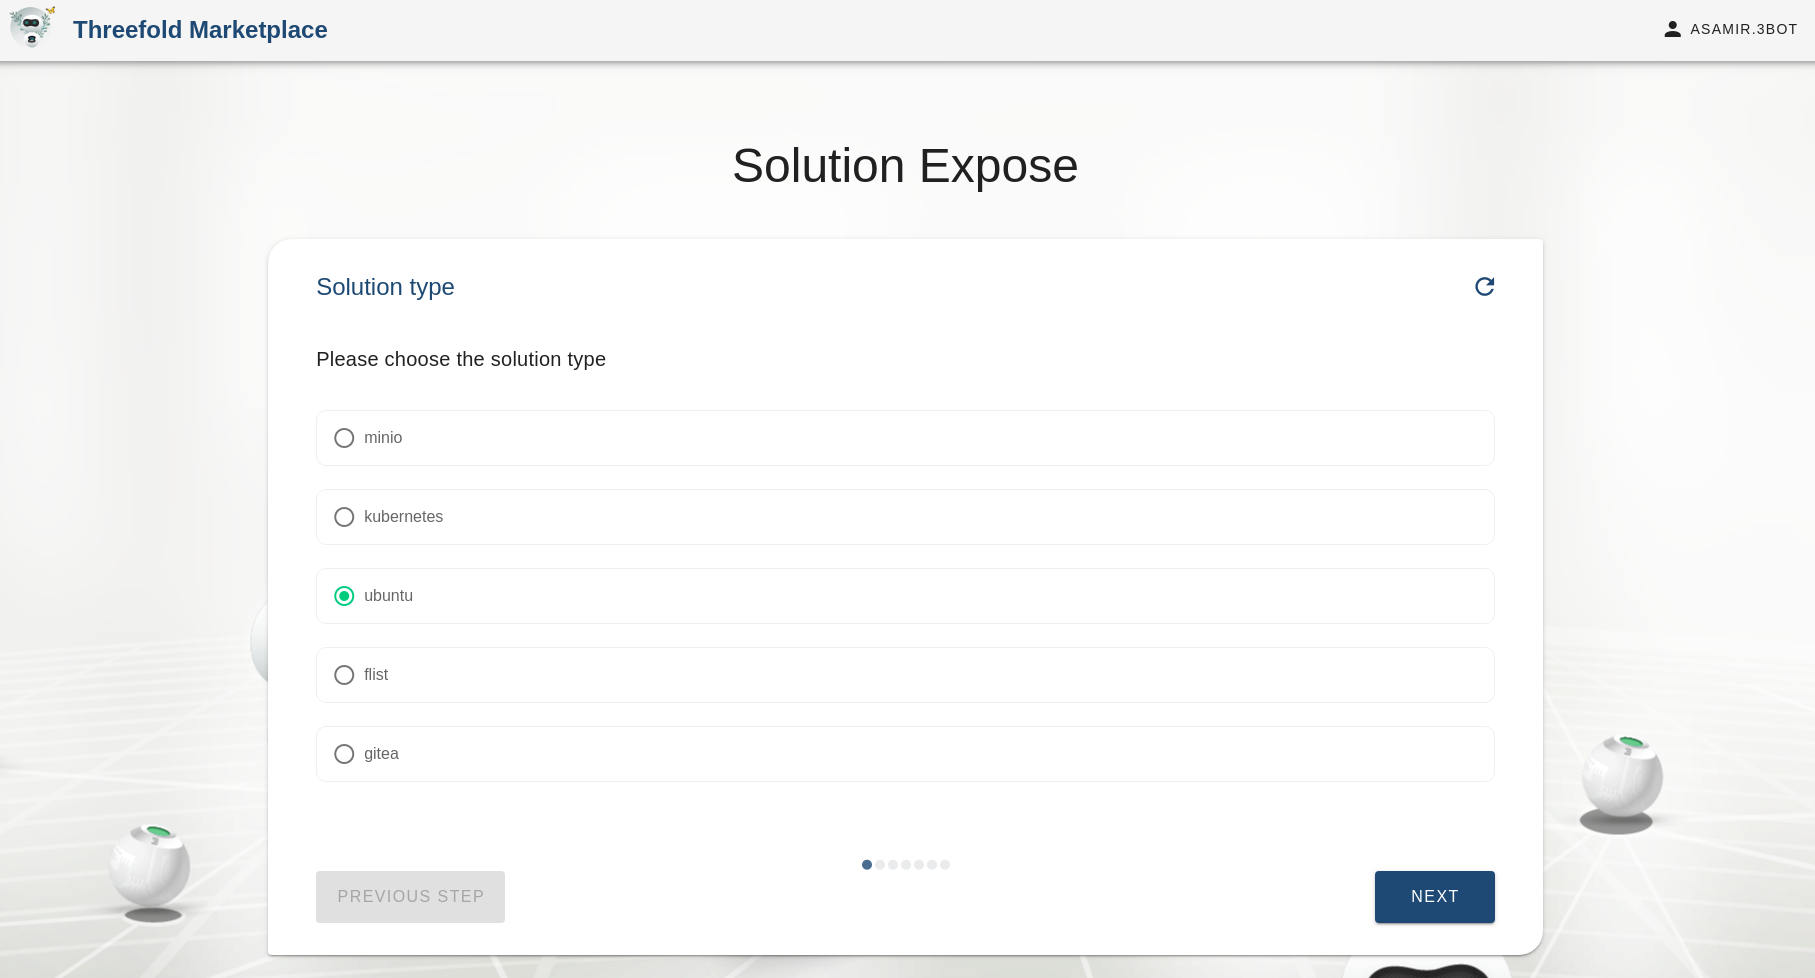 Threefold Marketplace
ASAMIR.3BOT
Solution Expose
Solution type
Please choose the solution type
minio
kubernetes
ubuntu
flist
gitea
PREVIOUS STEP
NEXT